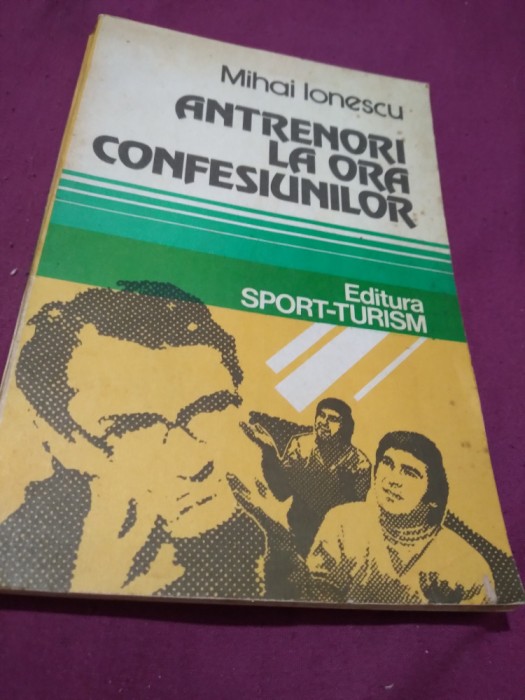 Mihai Ionescu
ANTRENORI
LA ORA
CONFESIUNILOR
Editura
SPORT-TURISM